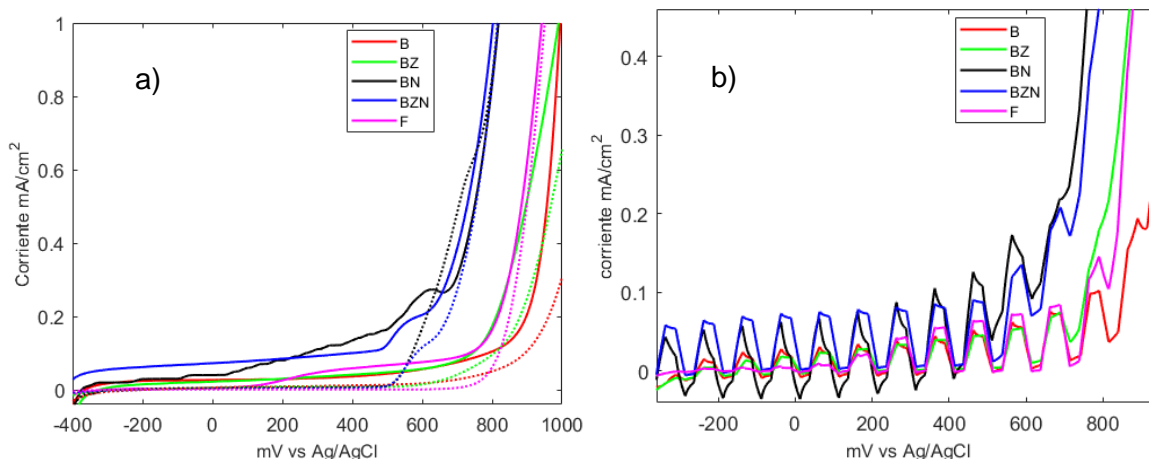 a)
B
BZ
BN
BZN
F
1
0.8
0.6
0.4
0.2
0
-400
-200
0
200
400
600
800
1000
Corriente mA/cm²
mV vs Ag/AgCl
b)
B
BZ
BN
BZN
F
0.4
0.3
0.2
0.1
0
-200
0
200
400
600
800
corriente mA/cm²
mV vs Ag/AgCl